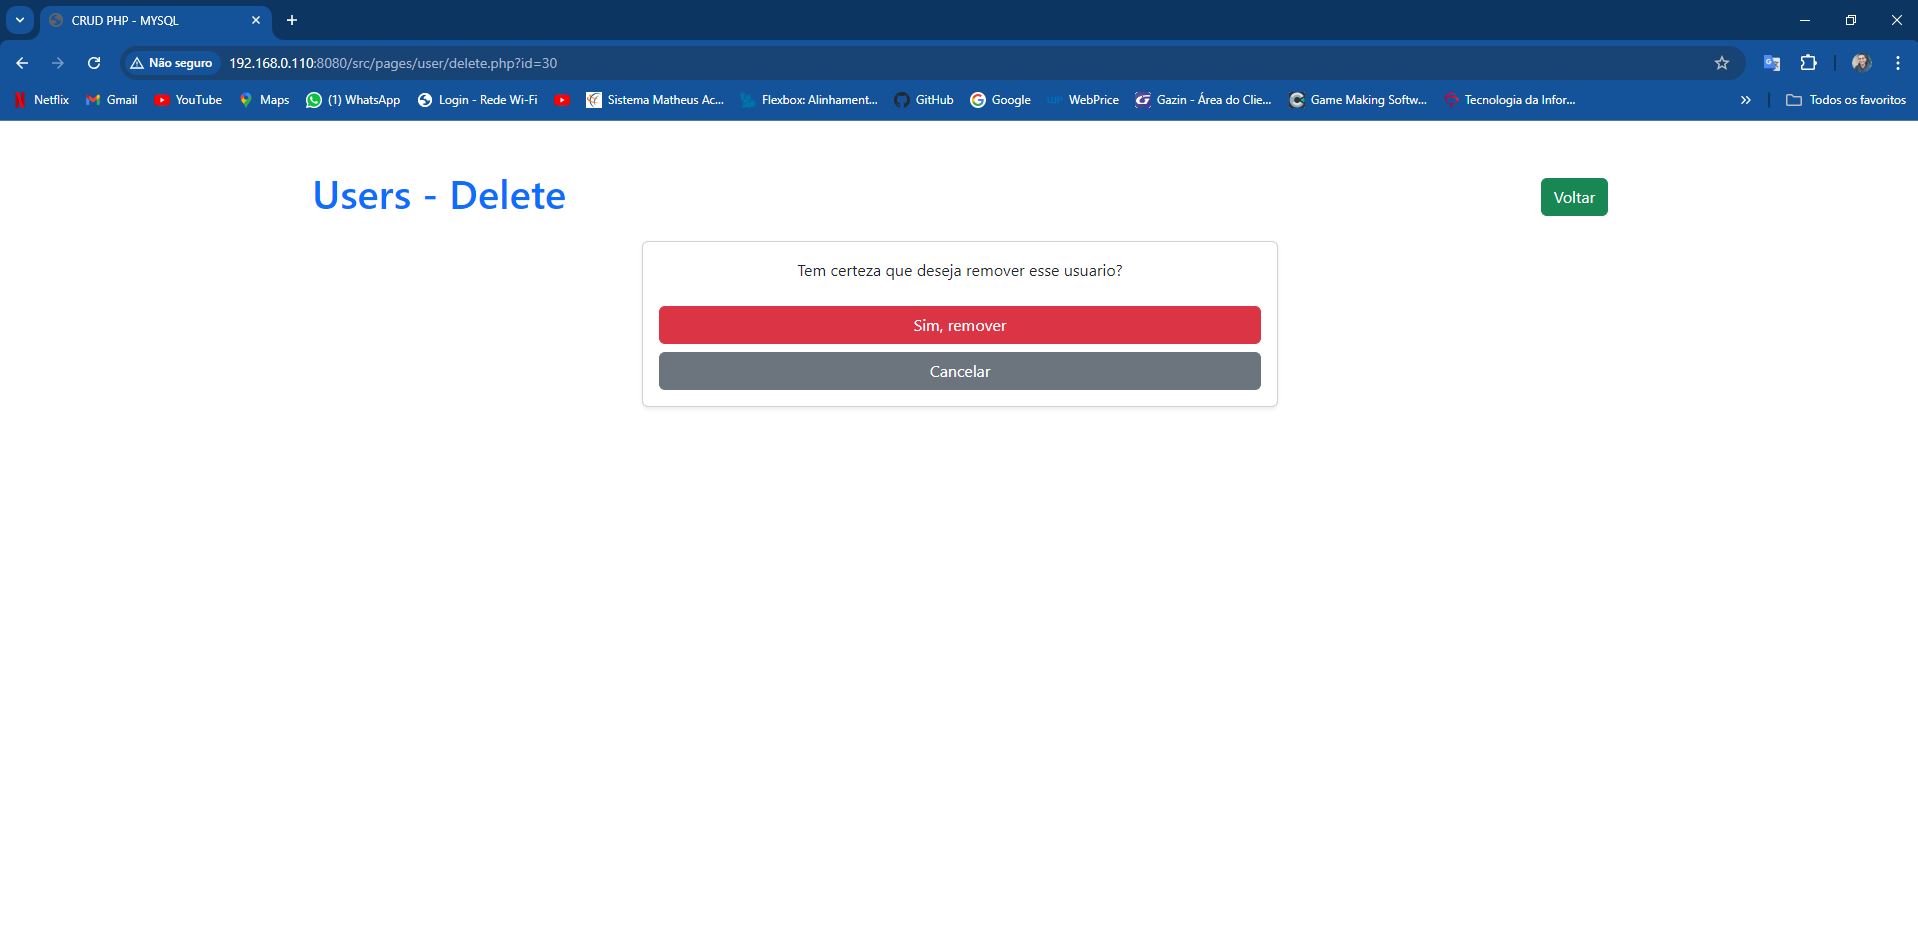 CRUD PHP - MYSQL
Não seguro 192.168.0.110:8080/src/pages/user/delete.php?id=30
Netflix Gmail YouTube Maps (1) WhatsApp Login - Rede Wi-Fi Sistema Matheus Ac... Flexbox: Alinhament... GitHub Google WebPrice Gazin - Área do Clie... Game Making Softw... Tecnologia da Infor... Todos os favoritos
Users - Delete
Voltar
Tem certeza que deseja remover esse usuario?
Sim, remover
Cancelar